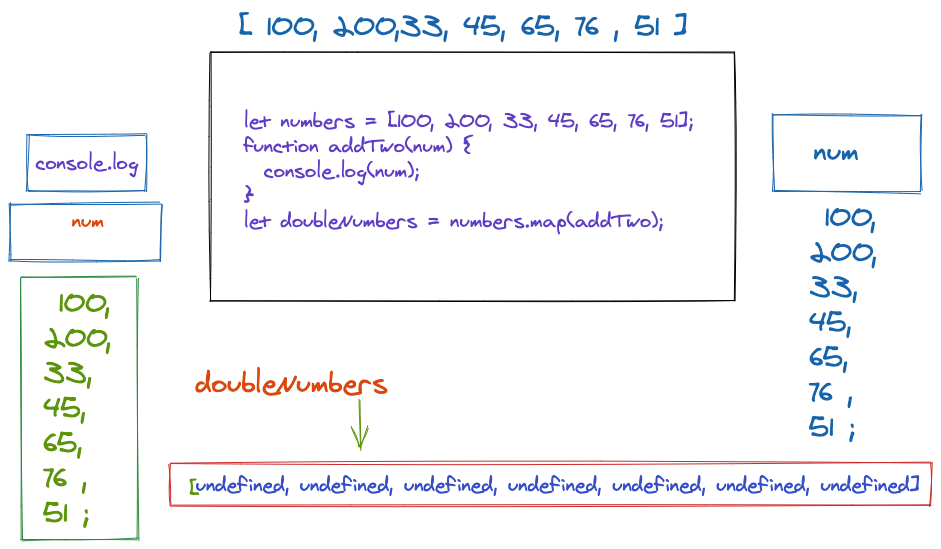 [ 100, 200,33, 45, 65, 76 , 51 ]
let numbers = [100, 200, 33, 45, 65, 76, 51];
function addTwo(num) {
console.log(num);
}
let doubleNumbers = numbers.map(addTwo);
console.log
num
100,
200,
33,
45,
65,
76 ,
51 ;
num
100,
200,
33,
45,
65,
76 ,
51 ;
doubleNumbers
[undefined, undefined, undefined, undefined, undefined, undefined, undefined]